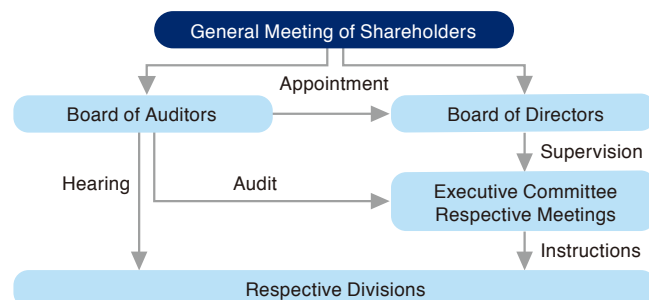 General Meeting of Shareholders
Appointment
Board of Auditors
Board of Directors
Supervision
Hearing
Audit
Executive Committee
Respective Meetings
Instructions
Respective Divisions